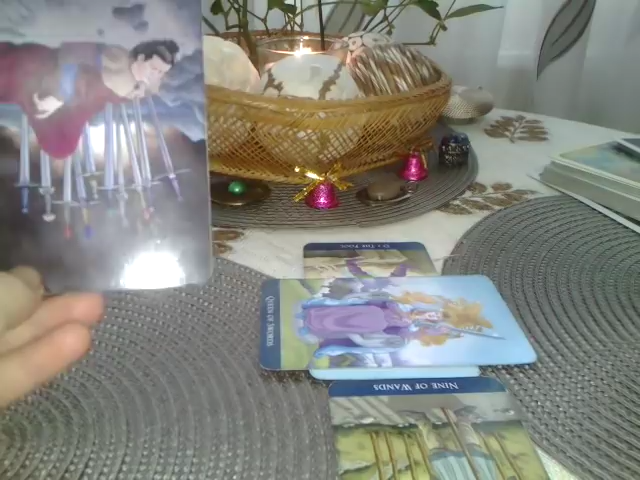 0 • THE FOOL
QUEEN OF SWORDS
NINE OF WANDS